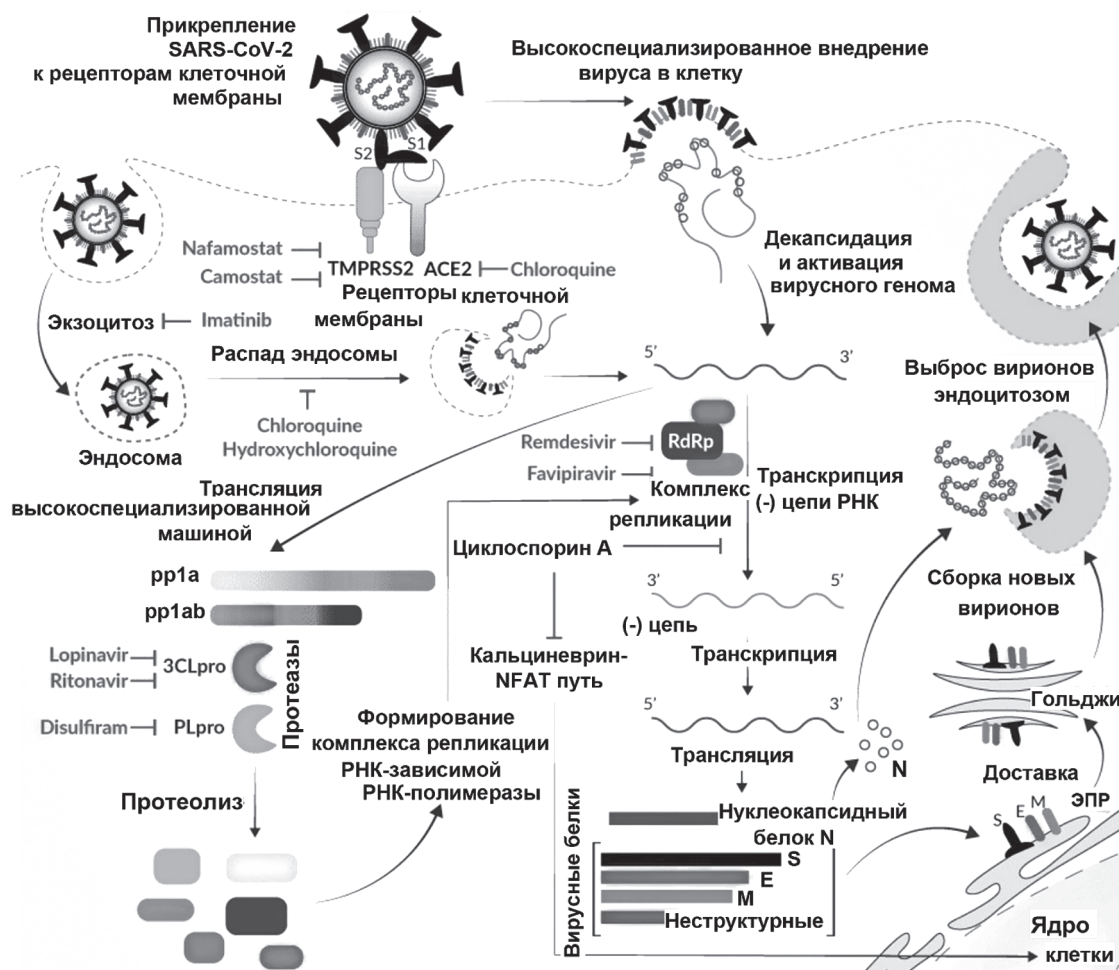 Прикрепление
SARS-CoV-2
к рецепторам клеточной
мембраны
Высокоспециализированное внедрение
вируса в клетку
S2
S1
Nafamostat
Camostat
TMPRSS2
ACE2
Chloroquine
Рецепторы клеточной
мембраны
Декапсидация
и активация
вирусного генома
Экзоцитоз
Imatinib
Распад эндосомы
Chloroquine
Hydroxychloroquine
Эндосома
5’
3’
Выброс вирионов
эндоцитозом
Remdesivir
RdRp
Favipiravir
Комплекс
репликации
Транскрипция
(-) цепи РНК
Трансляция
высокоспециализированной
машиной
Циклоспорин А
pp1a
pp1ab
3’
5’
(-) цепь
Сборка новых
вирионов
Lopinavir
Ritonavir
3CLpro
Disulfiram
PLpro
Протеазы
Кальциневрин-
NFAT путь
Транскрипция
5’
3’
Гольджи
Формирование
комплекса репликации
РНК-зависимой
РНК-полимеразы
Трансляция
N
Доставка
Протеолиз
Нуклеокапсидный
белок N
S
E
M
ЭПР
Вирусные белки
S
E
M
Неструктурные
Ядро
клетки